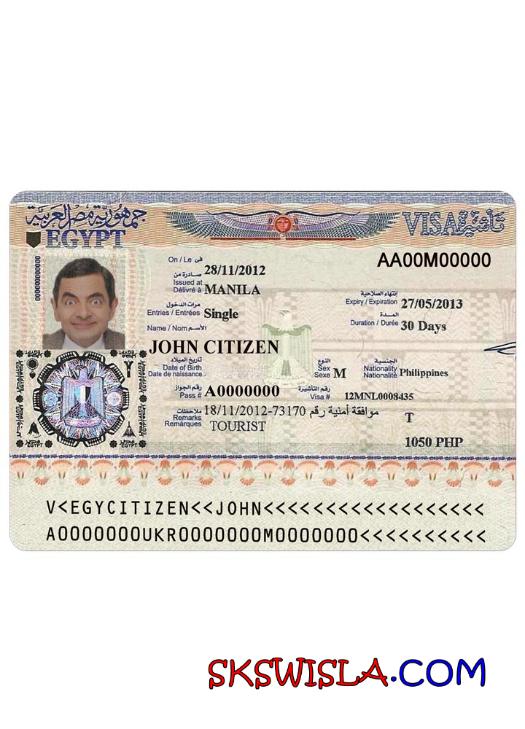 جمهورية مصر العربية
EGYPT
VISA تأشيرة
AA00M00000
On / Le فى 28/11/2012
صادرة من
Issued at
Délivré à MANILA
إنتهاء الصلاحية
Expiry / Expiration 27/05/2013
مرات الدخول
Entries / Entrées Single
المدة
Duration / Durée 30 Days
Name / Nom الأسم
JOHN CITIZEN
تاريخ الميلاد
Date of Birth
Date de naissance
النوع
Sex
Sexe M
الجنسية
Nationality
Nationalité Philippines
رقم الجواز
Pass # A0000000
رقم التأشيرة
Visa # 12MNL0008435
ملاحظات
Remarks
Remarques
18/11/2012-73170 موافقة أمنية رقم
TOURIST
T
1050 PHP
V<EGYCITIZEN<<JOHN<<<<<<<<<<<<<<<<<<
A0000000UKR0000000M0000000<<<<<<<<<<
SKSWISLA.COM